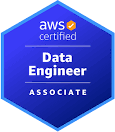 aws
certified
Data
Engineer
ASSOCIATE